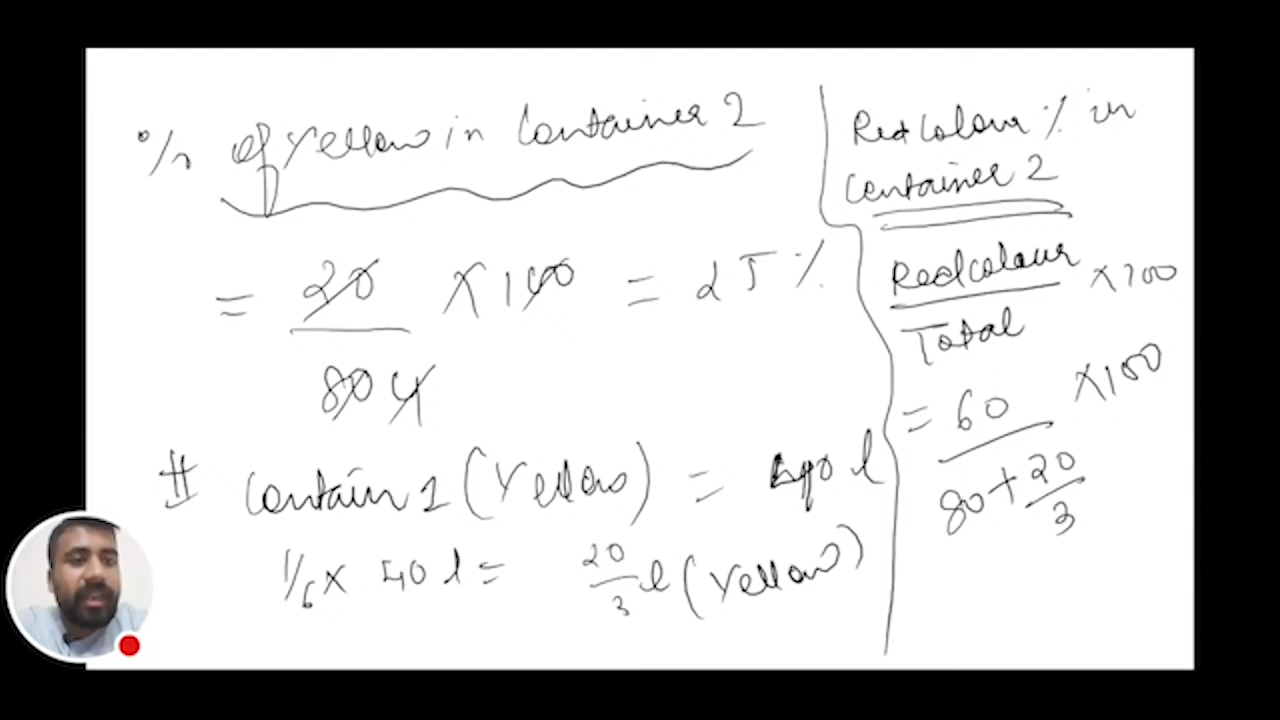 % of Yellow in Container 2
= 20/80 4 × 100 = 25 %
# Contain 1 (Yellow) = 40 l
1/6 × 40 l = 20/3 l (Yellow)
Red Colour % in
Container 2
Red colour/Total × 100
= 60/80 + 20/3 × 100